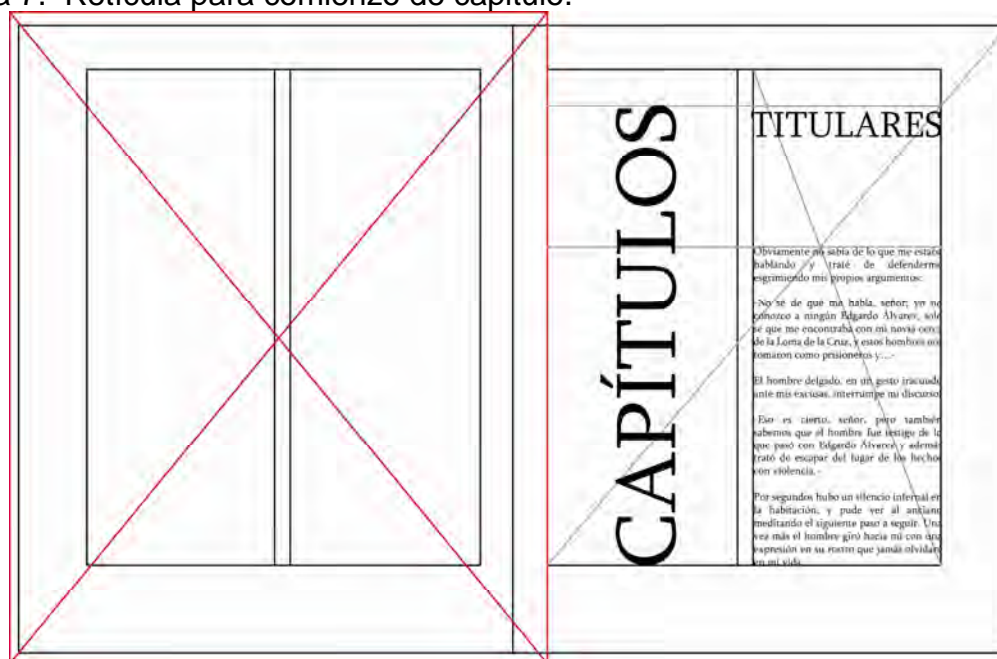 a 7. Retícula para comienzo de capítulo.
CAPÍTULOS
TITULARES
Obviamente no sabía de lo que me estaba
hablando y traté de defenderme
esgrimiendo mis propios argumentos:
-No sé de qué me habla, señor; yo no
conozco a ningún Edgardo Álvarez, solo
sé que me encontraba con mi novia cerca
de la Loma de la Cruz, y estos hombres nos
tomaron como prisioneros y…-
El hombre delgado, en un gesto iracundo
ante mis excusas, interrumpe mi discurso
-Eso es cierto, señor, pero también
sabemos que el hombre fue testigo de lo
que pasó con Edgardo Álvarez y además
trató de escapar del lugar de los hechos
con violencia.-
Por segundos hubo un silencio infernal en
la habitación, y pude ver al anciano
meditando el siguiente paso a seguir. Una
vez más el hombre giró hacia mí con una
expresión en su rostro que jamás olvidaré
en mi vida.